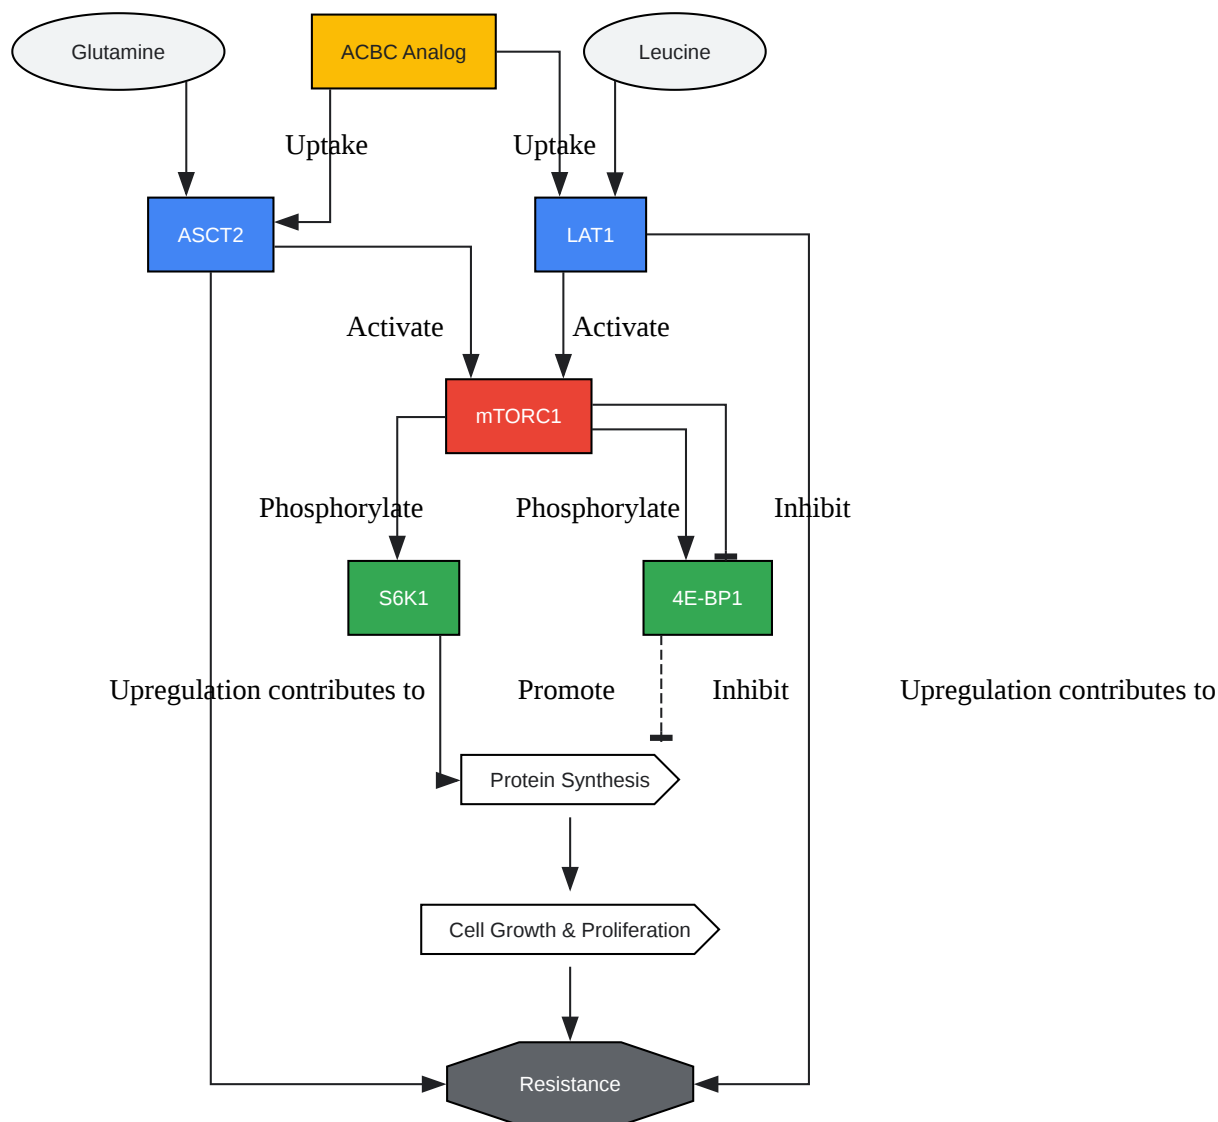 Glutamine
ACBC Analog
Leucine
Uptake
Uptake
ASCT2
LAT1
Activate
Activate
mTORC1
Phosphorylate
Phosphorylate
Inhibit
S6K1
4E-BP1
Upregulation contributes to
Promote
Inhibit
Upregulation contributes to
Protein Synthesis
Cell Growth & Proliferation
Resistance